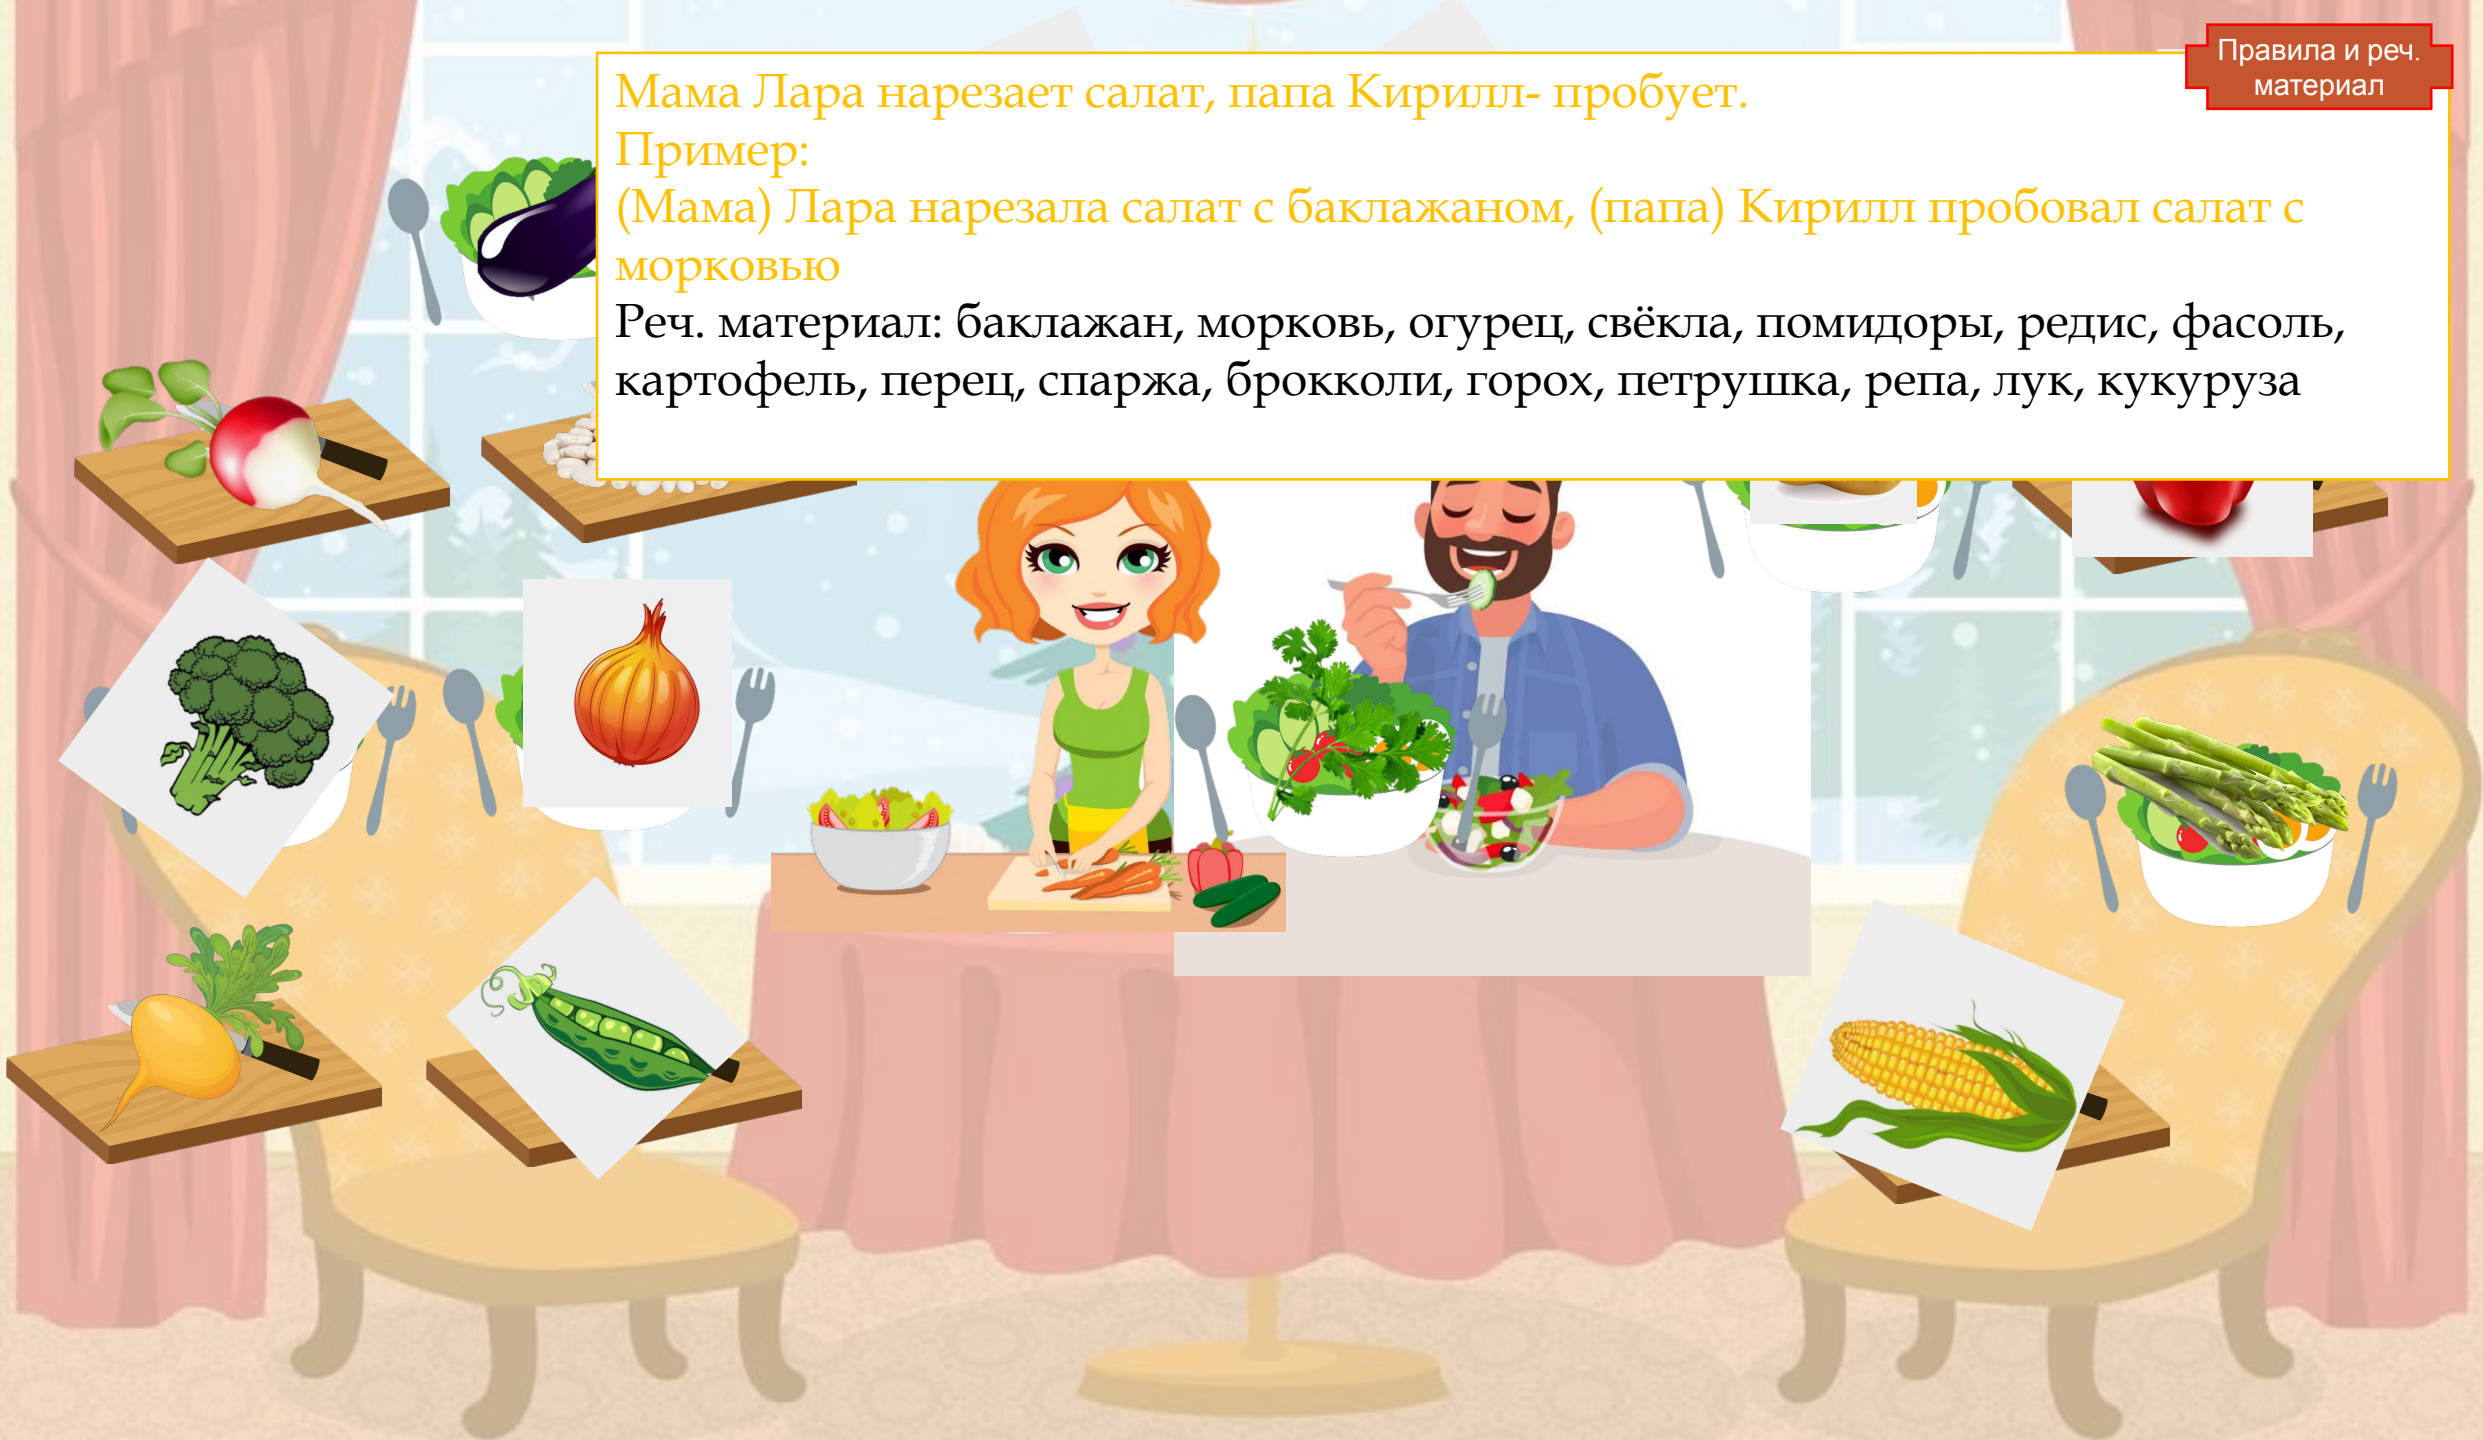 Правила и реч.
материал
Мама Лара нарезает салат, папа Кирилл- пробует.
Пример:
(Мама) Лара нарезала салат с баклажаном, (папа) Кирилл пробовал салат с
морковью
Реч. материал: баклажан, морковь, огурец, свёкла, помидоры, редис, фасоль,
картофель, перец, спаржа, брокколи, горох, петрушка, репа, лук, кукуруза